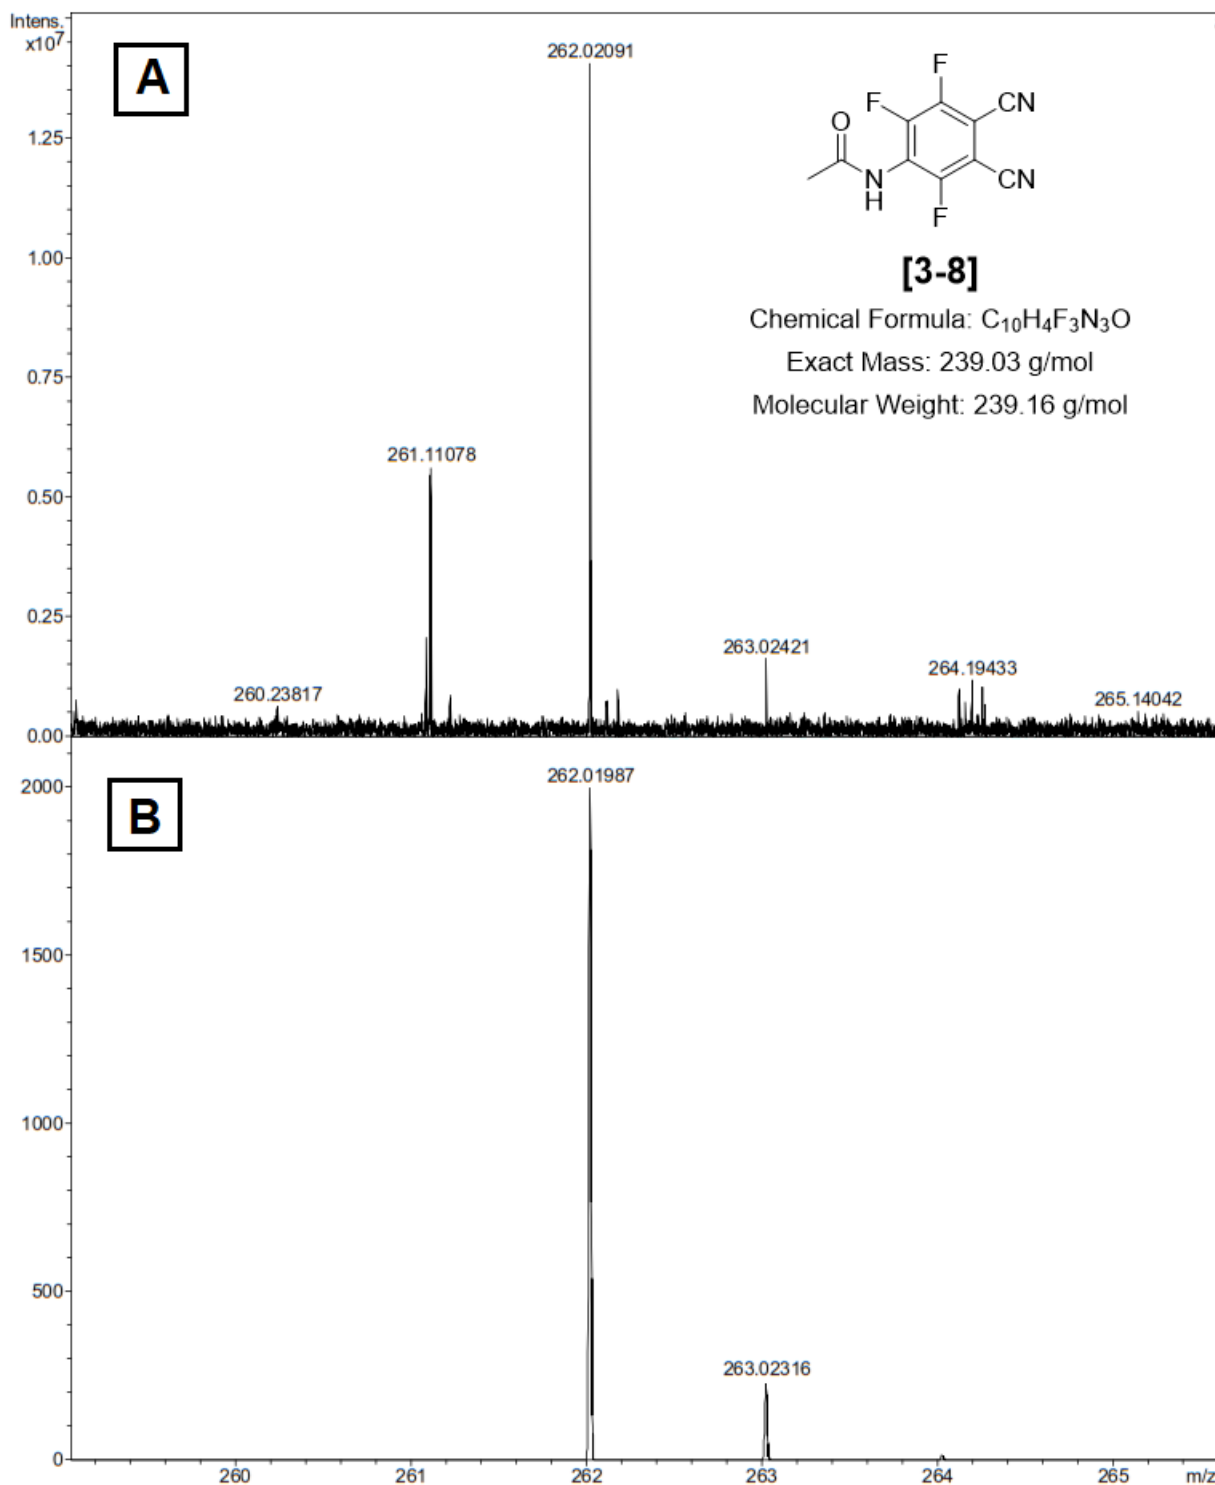 Intens.
x10⁷
A
262.02091
F
F
CN
O
CN
N
H
F
[3-8]
Chemical Formula: C₁₀H₄F₃N₃O
Exact Mass: 239.03 g/mol
Molecular Weight: 239.16 g/mol
1.25
1.00
0.75
261.11078
0.50
0.25
263.02421
264.19433
260.23817
265.14042
0.00
262.01987
2000
B
1500
1000
500
263.02316
0
260 261 262 263 264 265 m/z